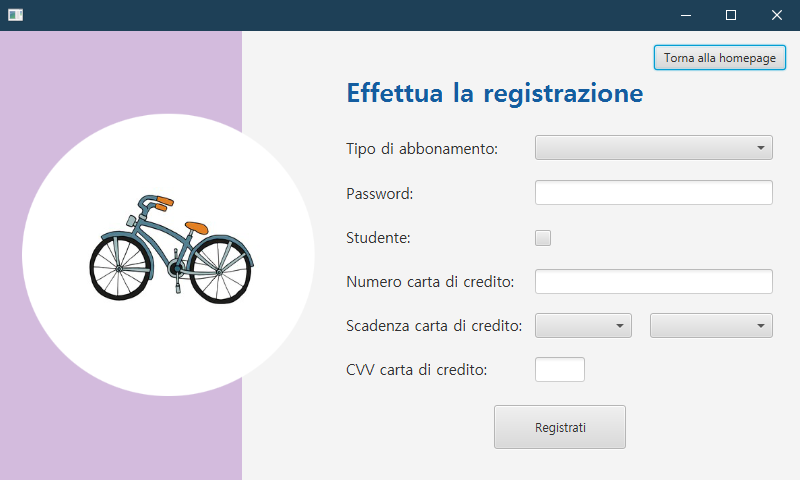 Torna alla homepage
Effettua la registrazione
Tipo di abbonamento:
Password:
Studente:
Numero carta di credito:
Scadenza carta di credito:
CVV carta di credito:
Registrati